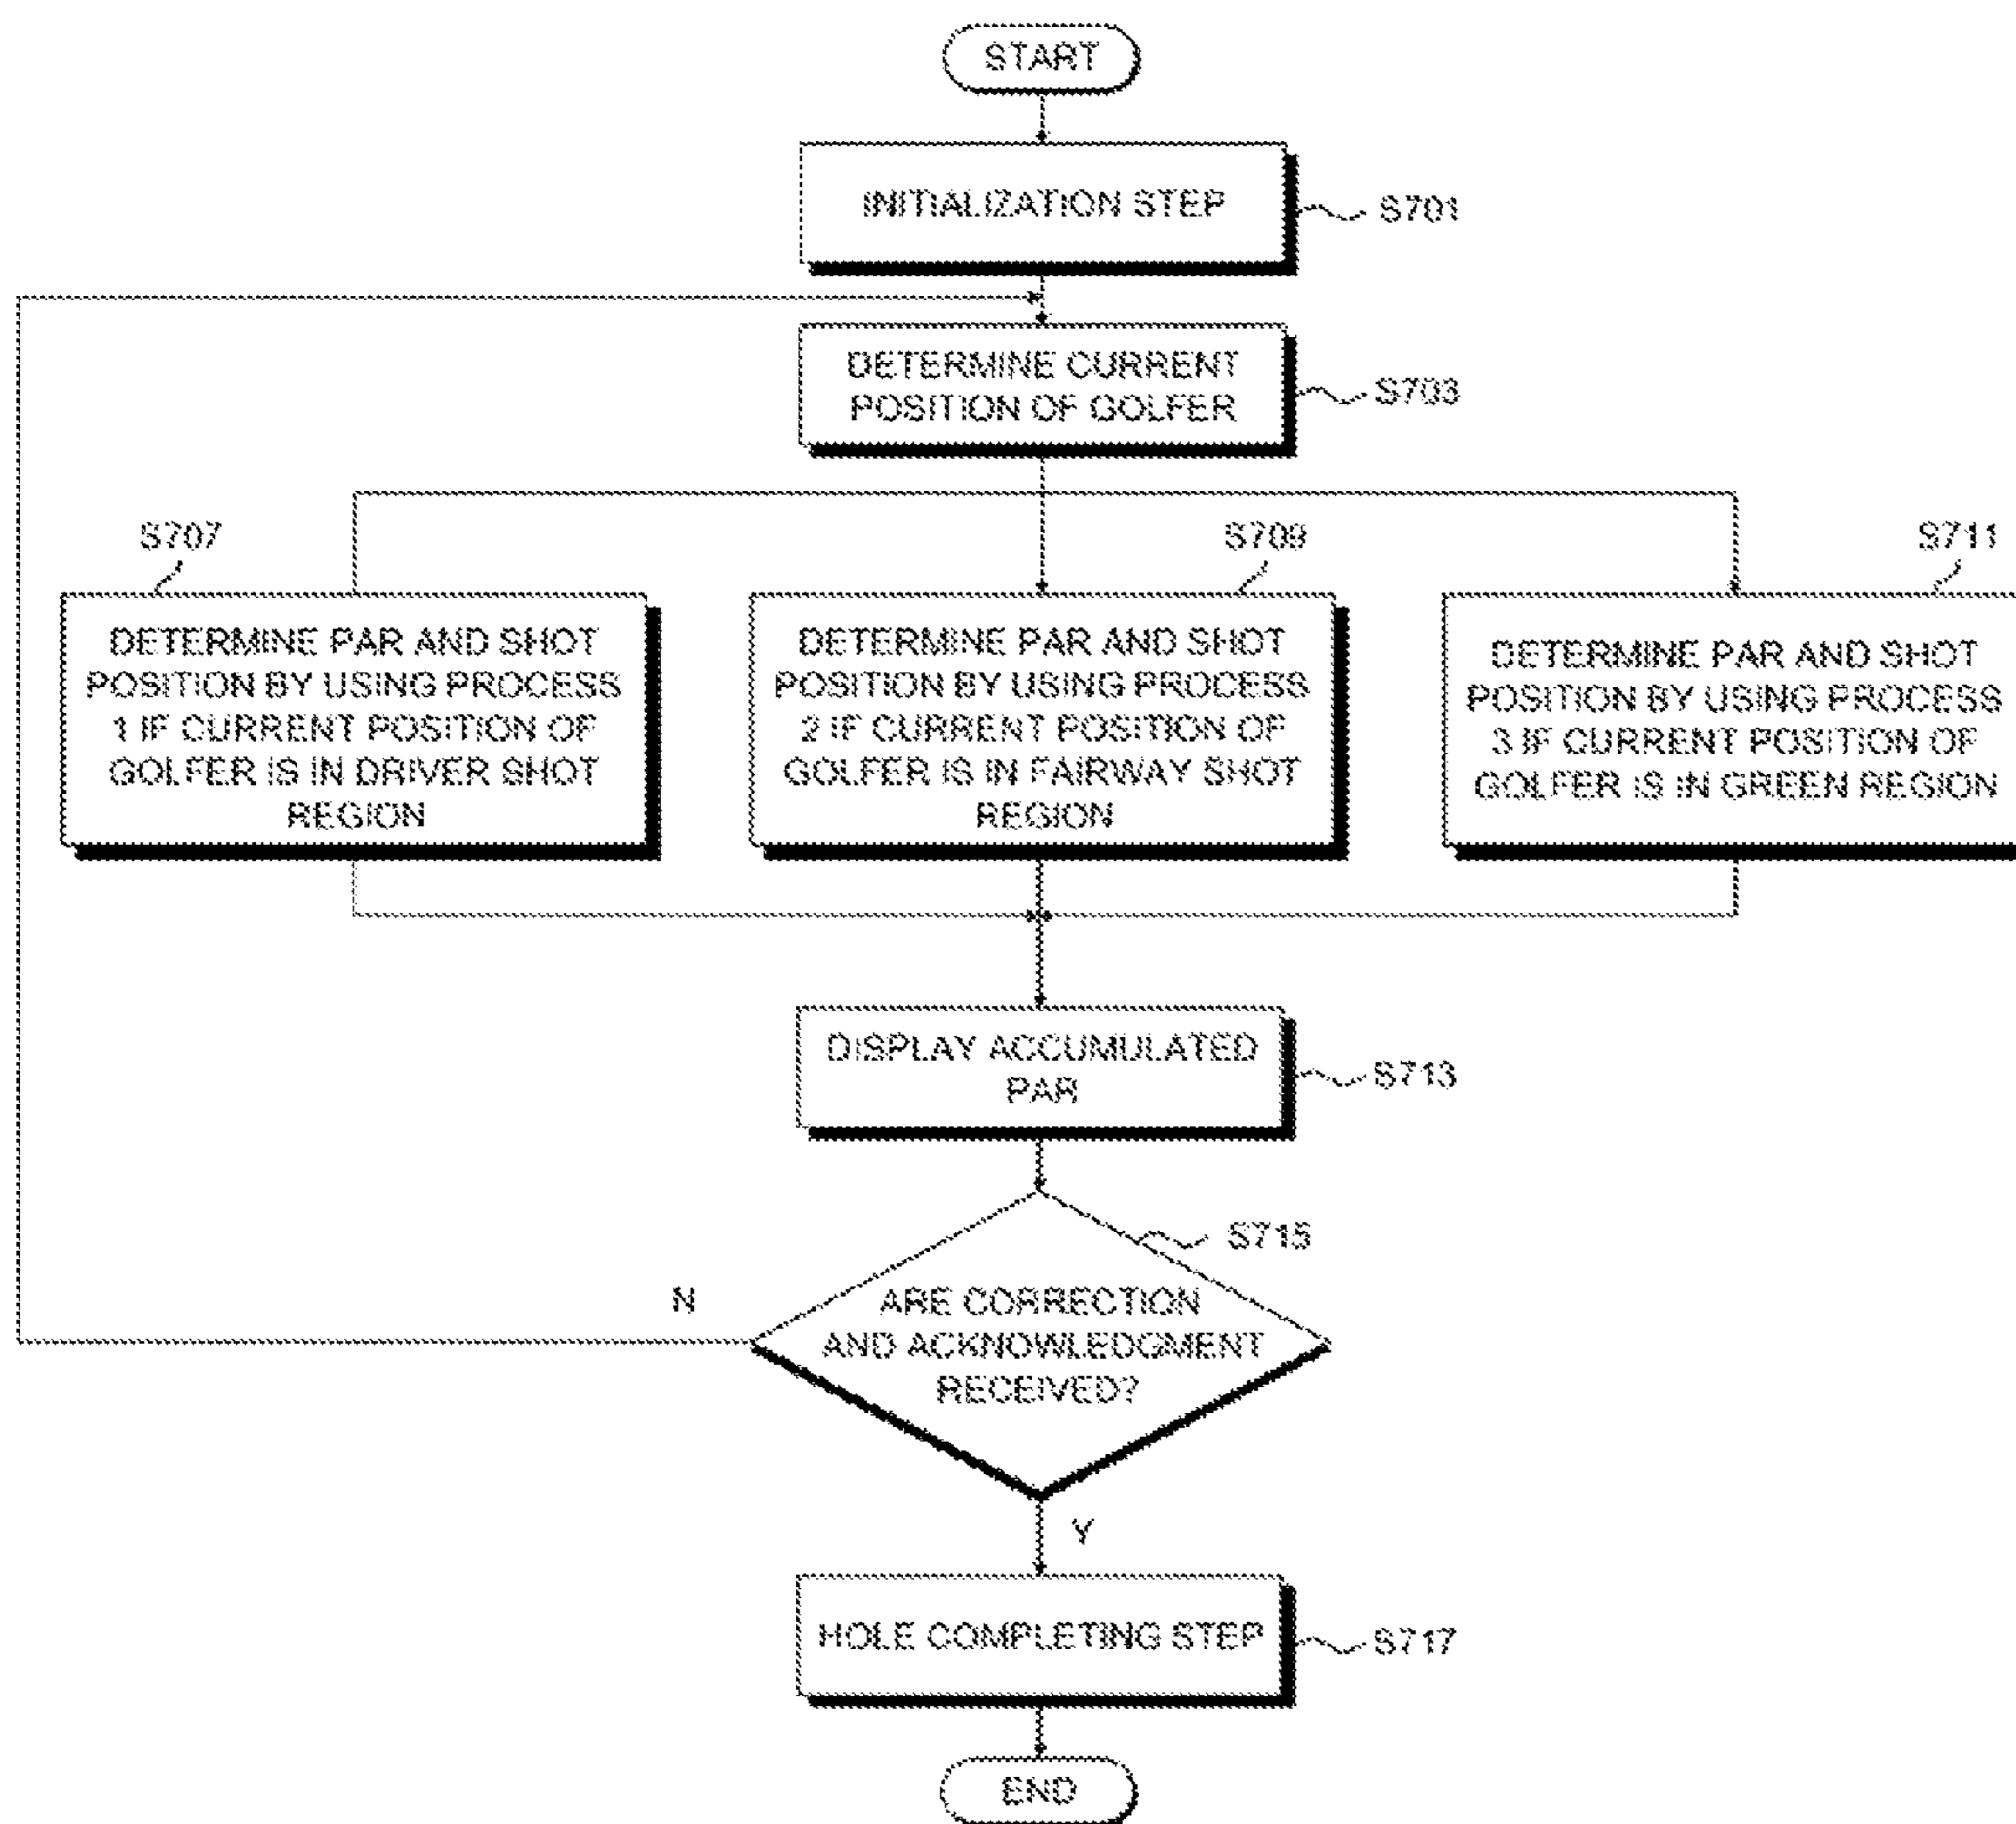 START
INITIALIZATION STEP
S701
DETERMINE CURRENT
POSITION OF GOLFER
S703
S707
S709
S711
DETERMINE PAR AND SHOT
POSITION BY USING PROCESS
1 IF CURRENT POSITION OF
GOLFER IS IN DRIVER SHOT
REGION
DETERMINE PAR AND SHOT
POSITION BY USING PROCESS
2 IF CURRENT POSITION OF
GOLFER IS IN FAIRWAY SHOT
REGION
DETERMINE PAR AND SHOT
POSITION BY USING PROCESS
3 IF CURRENT POSITION OF
GOLFER IS IN GREEN REGION
DISPLAY ACCUMULATED
PAR
S713
S715
N
ARE CORRECTION
AND ACKNOWLEDGMENT
RECEIVED?
Y
HOLE COMPLETING STEP
S717
END